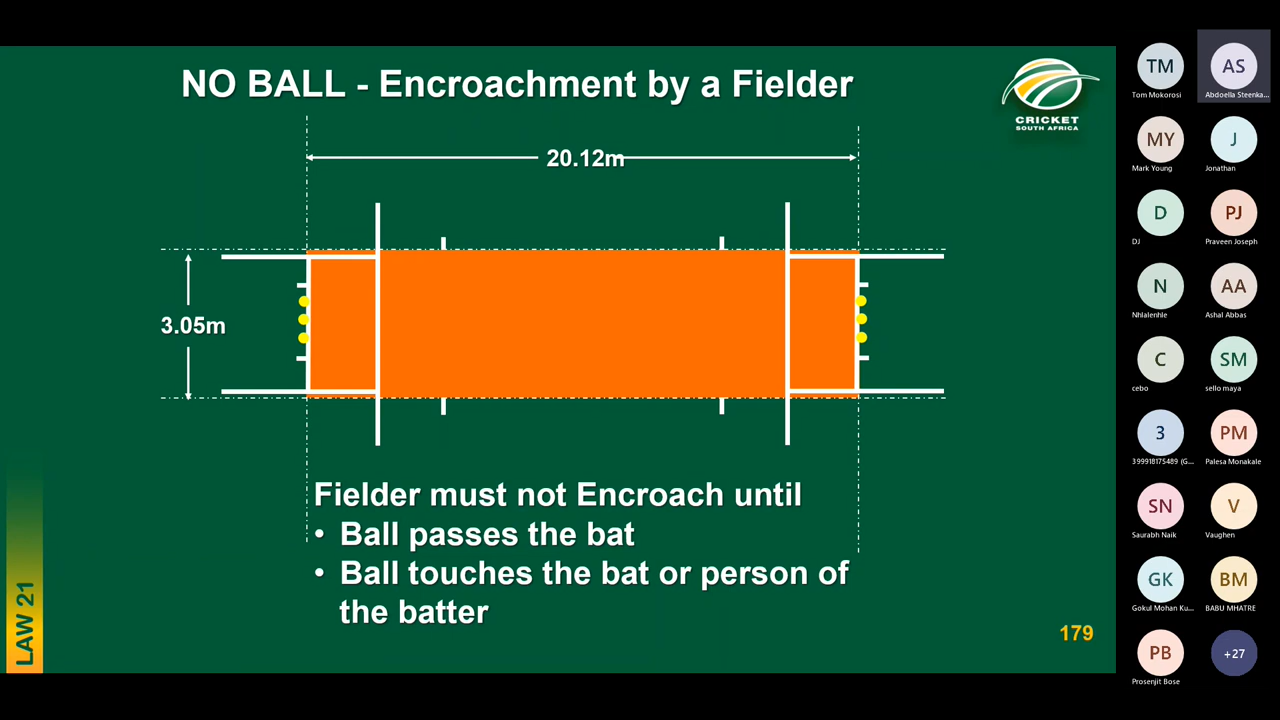 NO BALL - Encroachment by a Fielder
CRICKET
SOUTH AFRICA
20.12m
3.05m
Fielder must not Encroach until
• Ball passes the bat
• Ball touches the bat or person of
the batter
LAW 21
179
TM
Tom Mokorosi
AS
Abdoella Steenka...
MY
Mark Young
J
Jonathan
D
DJ
PJ
Praveen Joseph
N
Nhlalenhle
AA
Ashal Abbas
C
cebo
SM
sello maya
3
399918175489 (G...
PM
Palesa Monakale
SN
Saurabh Naik
V
Vaughen
GK
Gokul Mohan Ku...
BM
BABU MHATRE
PB
Prosenjit Bose
+27